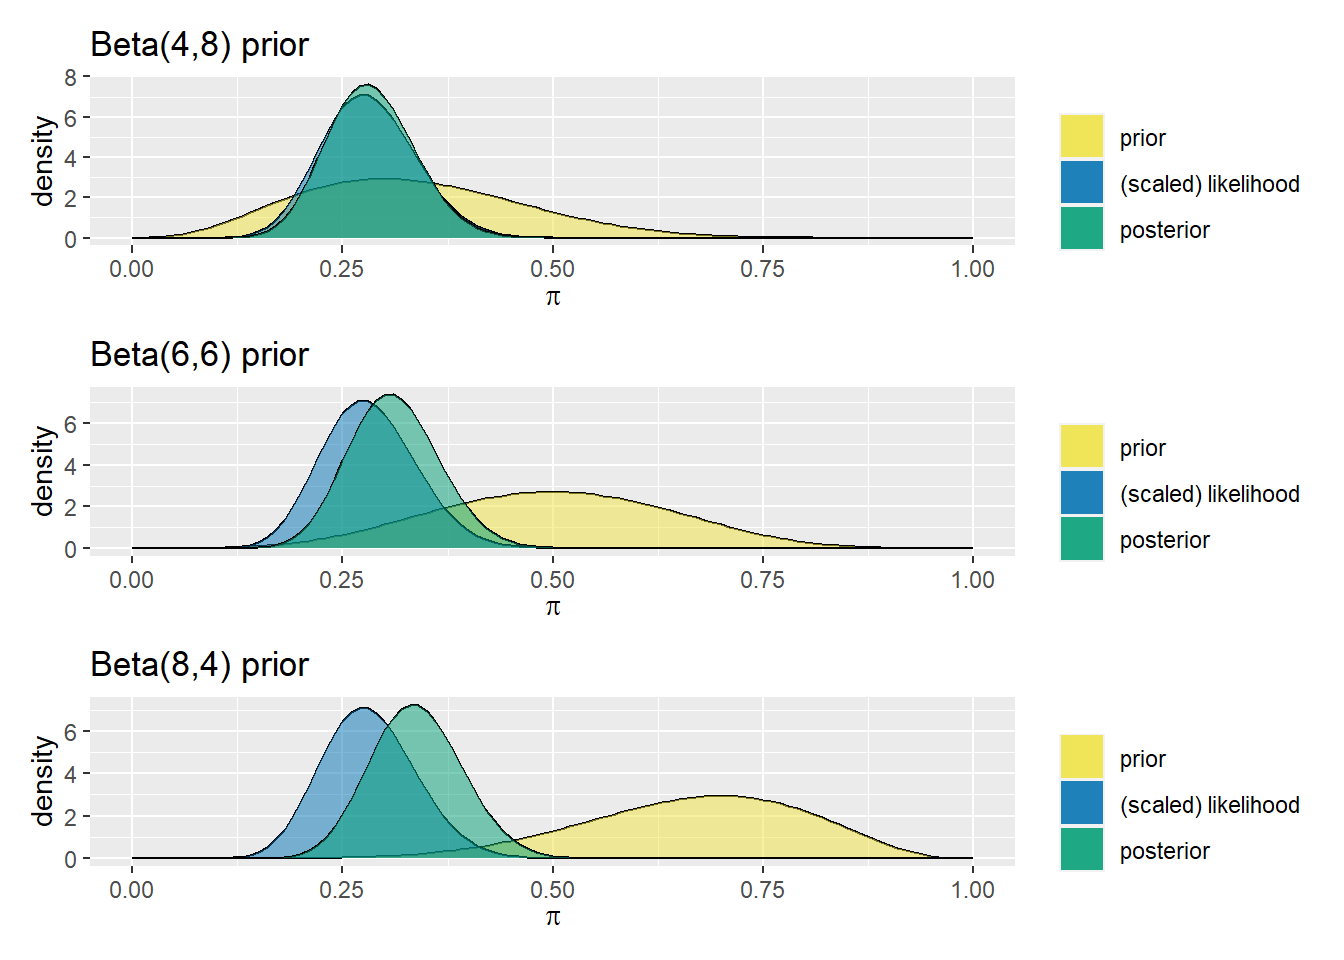 Beta(4,8) prior
density
8
6
4
2
0
0.00 0.25 0.50 0.75 1.00
π
prior
(scaled) likelihood
posterior
Beta(6,6) prior
density
6
4
2
0
0.00 0.25 0.50 0.75 1.00
π
prior
(scaled) likelihood
posterior
Beta(8,4) prior
density
6
4
2
0
0.00 0.25 0.50 0.75 1.00
π
prior
(scaled) likelihood
posterior